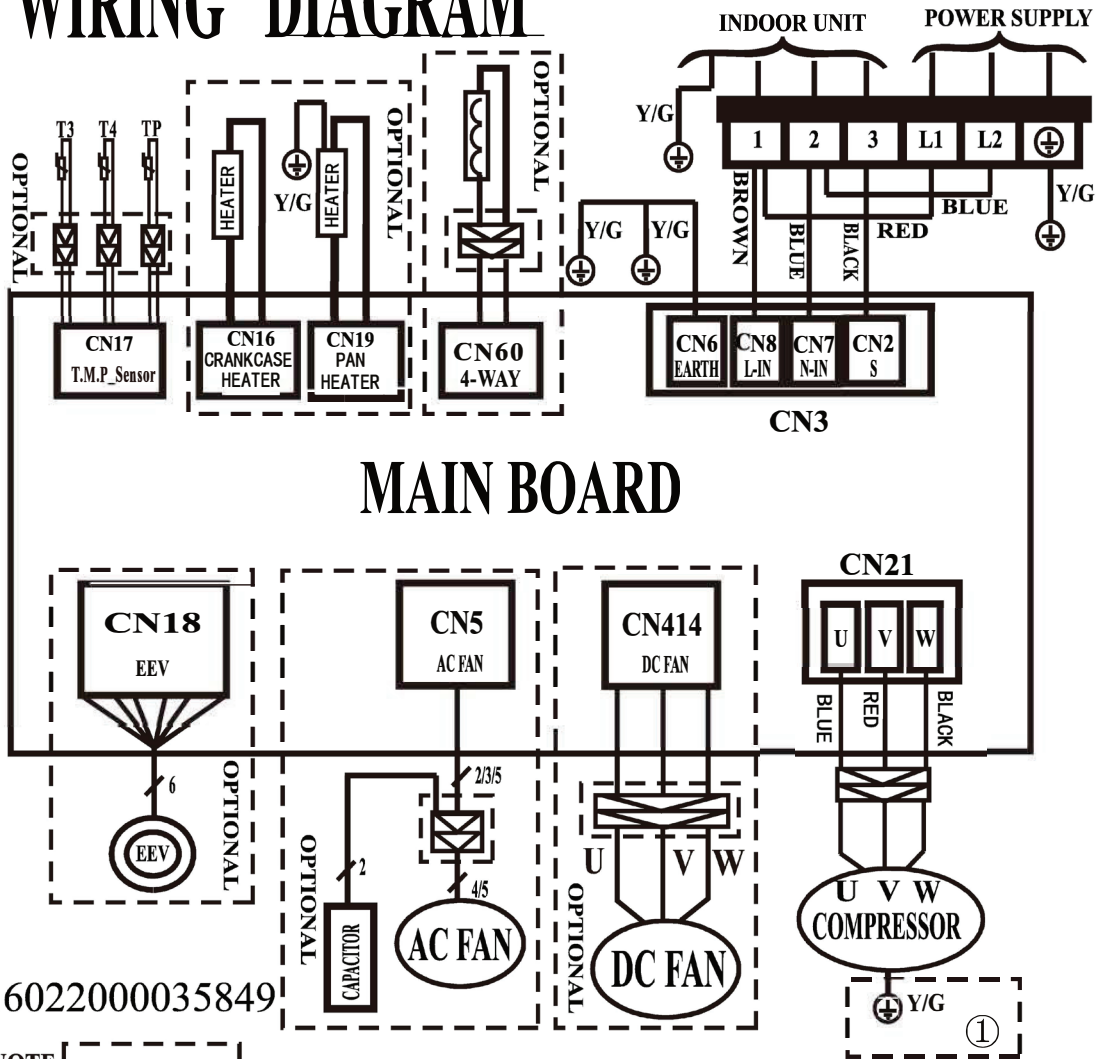 WIRING DIAGRAM
INDOOR UNIT
POWER SUPPLY
Y/G
1
2
3
L1
L2
Y/G
BROWN
BLUE
BLACK
RED
BLUE
T3
T4
TP
OPTIONAL
HEATER
Y/G
HEATER
OPTIONAL
OPTIONAL
Y/G
Y/G
CN17
T.M.P_Sensor
CN16
CRANKCASE
HEATER
CN19
PAN
HEATER
CN60
4-WAY
CN6
EARTH
CN8
L-IN
CN7
N-IN
CN2
S
CN3
MAIN BOARD
CN18
EEV
CN5
AC FAN
CN414
DC FAN
CN21
U
V
W
BLUE
RED
BLACK
6
EEV
OPTIONAL
2/3/5
2
4/5
OPTIONAL
CAPACITOR
AC FAN
U
V
W
OPTIONAL
DC FAN
U V W
COMPRESSOR
Y/G
①
6022000035849
NOTE